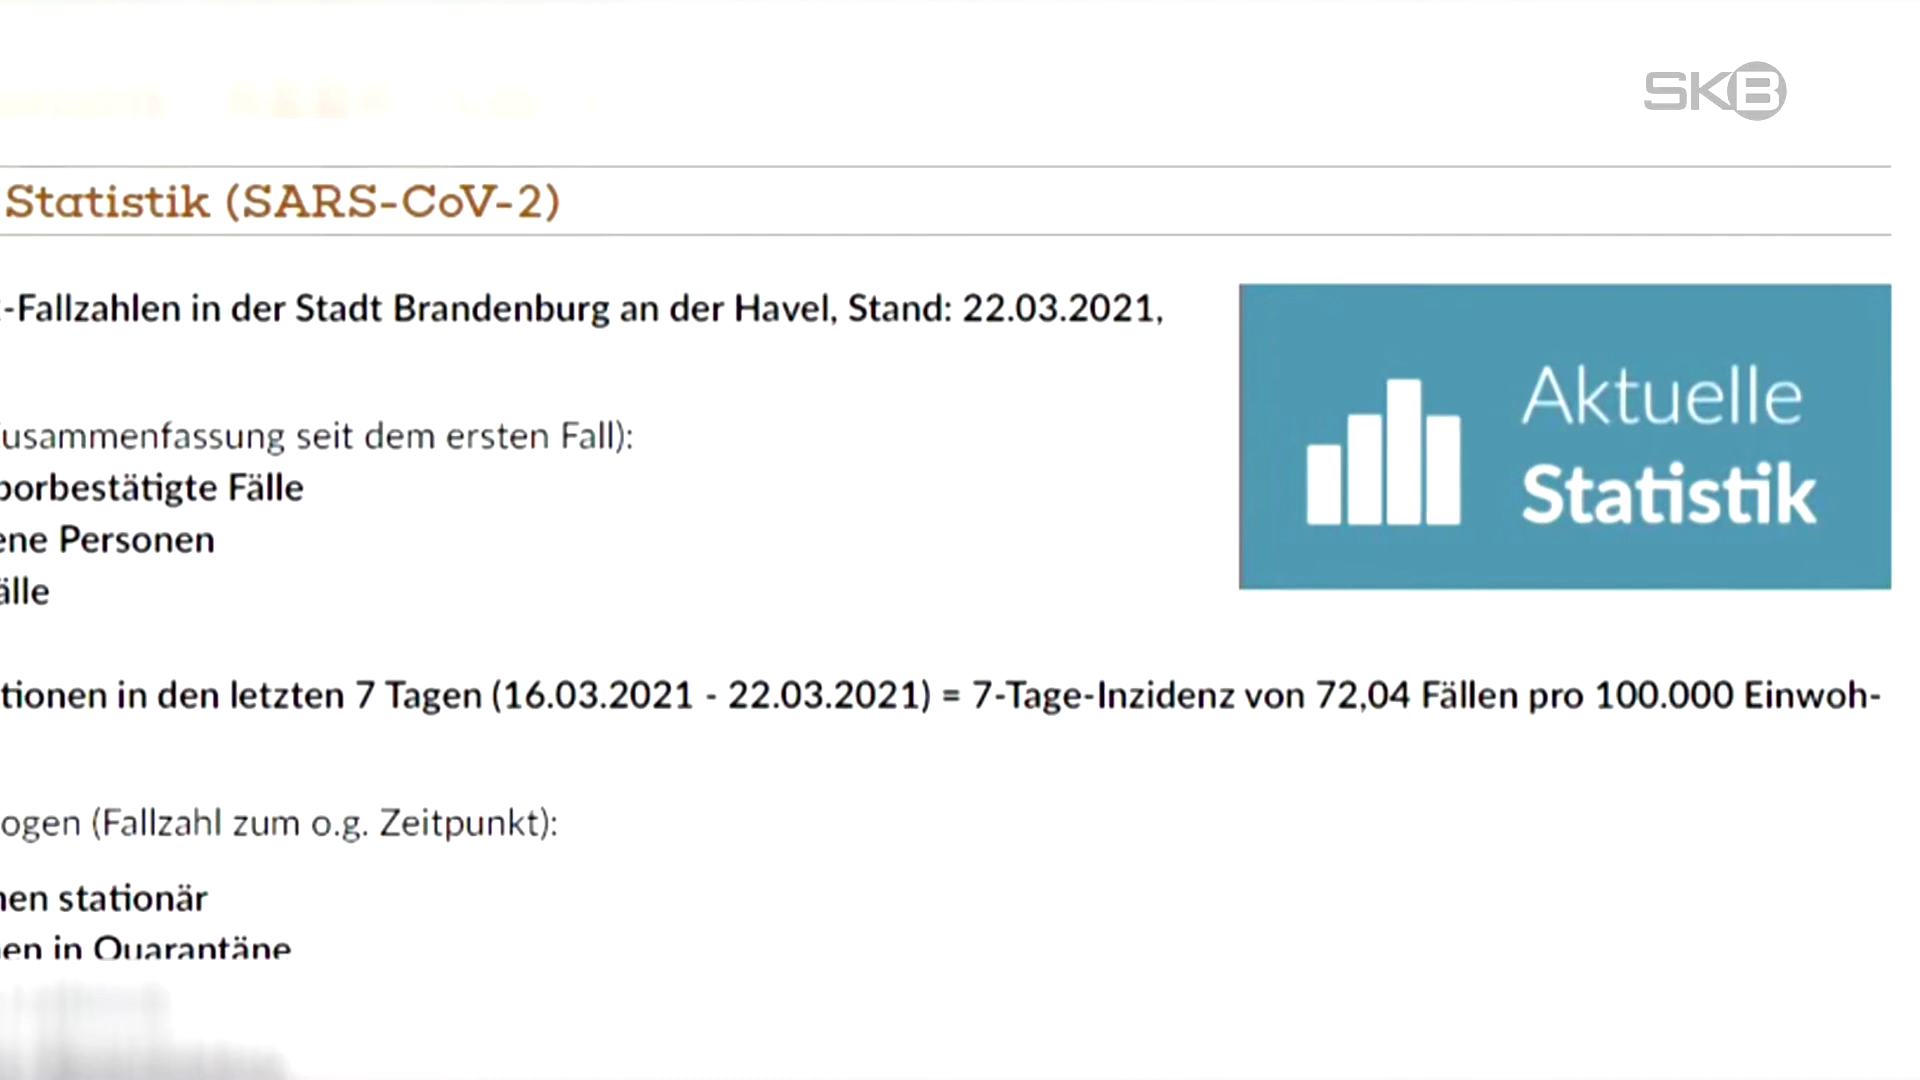 SKB
Statistik (SARS-CoV-2)
-Fallzahlen in der Stadt Brandenburg an der Havel, Stand: 22.03.2021,
usammenfassung seit dem ersten Fall):
borbestätigte Fälle
ene Personen
älle
tionen in den letzten 7 Tagen (16.03.2021 - 22.03.2021) = 7-Tage-Inzidenz von 72,04 Fällen pro 100.000 Einwoh-
ogen (Fallzahl zum o.g. Zeitpunkt):
nen stationär
nen in Quarantäne
Aktuelle
Statistik